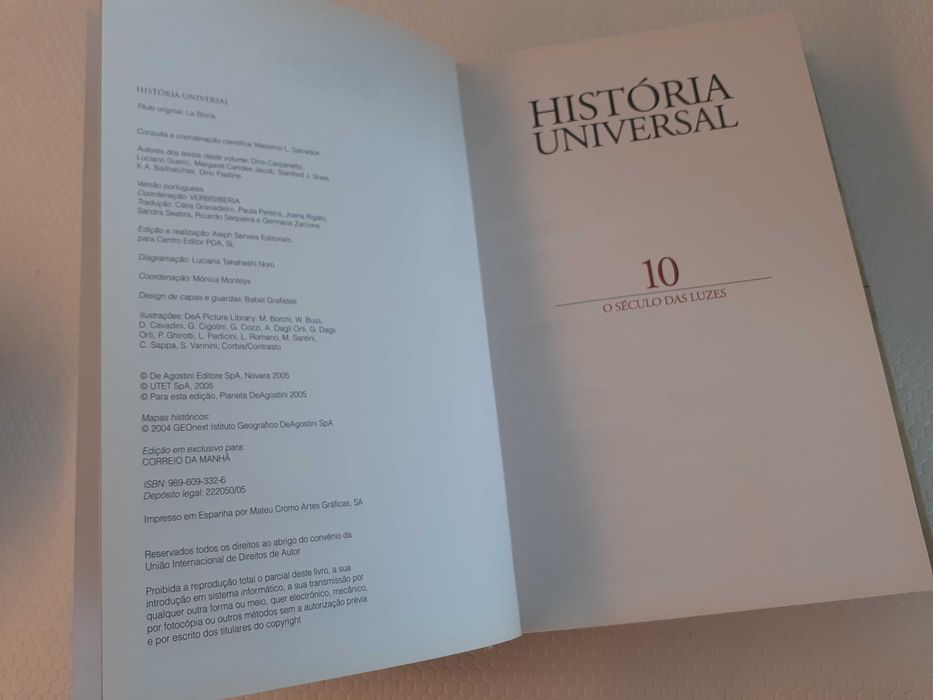 HISTÓRIA UNIVERSAL
Título original: La Storia
Consulta e coordenação científica: Massimo L. Salvadori
Autores dos textos deste volume: Dino Carpanetto,
Luciano Guerci, Margaret Candee Jacob, Stanford J. Shaw,
K.A. Ballhatchet, Dino Pastine
Versão portuguesa
Coordenação: VERBISIBERIA
Tradução: Cátia Granadeiro, Paula Pereira, Joana Rigato,
Sandra Seabra, Ricardo Sequeira e Germana Zanzone
Edição e realização: Aleph Serveis Editorials,
para Centro Editor PDA, SL
Diagramação: Luciana Takahashi Noro
Coordenação: Mónica Monteys
Design de capas e guardas: Babel Grafistes
Ilustrações: DeA Picture Library: M. Borchi, W. Buss,
D. Cavadini, G. Cigolini, G. Cozzi, A. Dagli Orti, G. Dagli
Orti, P. Ghirotti, L. Pedicini, L. Romano, M. Santini,
C. Sappa, S. Vannini; Corbis/Contrasto
© De Agostini Editore SpA, Novara 2005
© UTET SpA, 2005
© Para esta edição, Planeta DeAgostini 2005
Mapas históricos:
© 2004 GEOnext Istituto Geografico DeAgostini SpA
Edição em exclusivo para:
CORREIO DA MANHÃ
ISBN: 989-609-332-6
Depósito legal: 222050/05
Impresso em Espanha por Mateu Cromo Artes Gráficas, SA
Reservados todos os direitos ao abrigo do convénio da
União Internacional de Direitos de Autor
Proibida a reprodução total o parcial deste livro, a sua
introdução em sistema informático, a sua transmissão por
qualquer outra forma ou meio, quer electrónico, mecânico,
por fotocópia ou outros métodos sem a autorização prévia
e por escrito dos titulares do copyright
HISTÓRIA
UNIVERSAL
10
O SÉCULO DAS LUZES